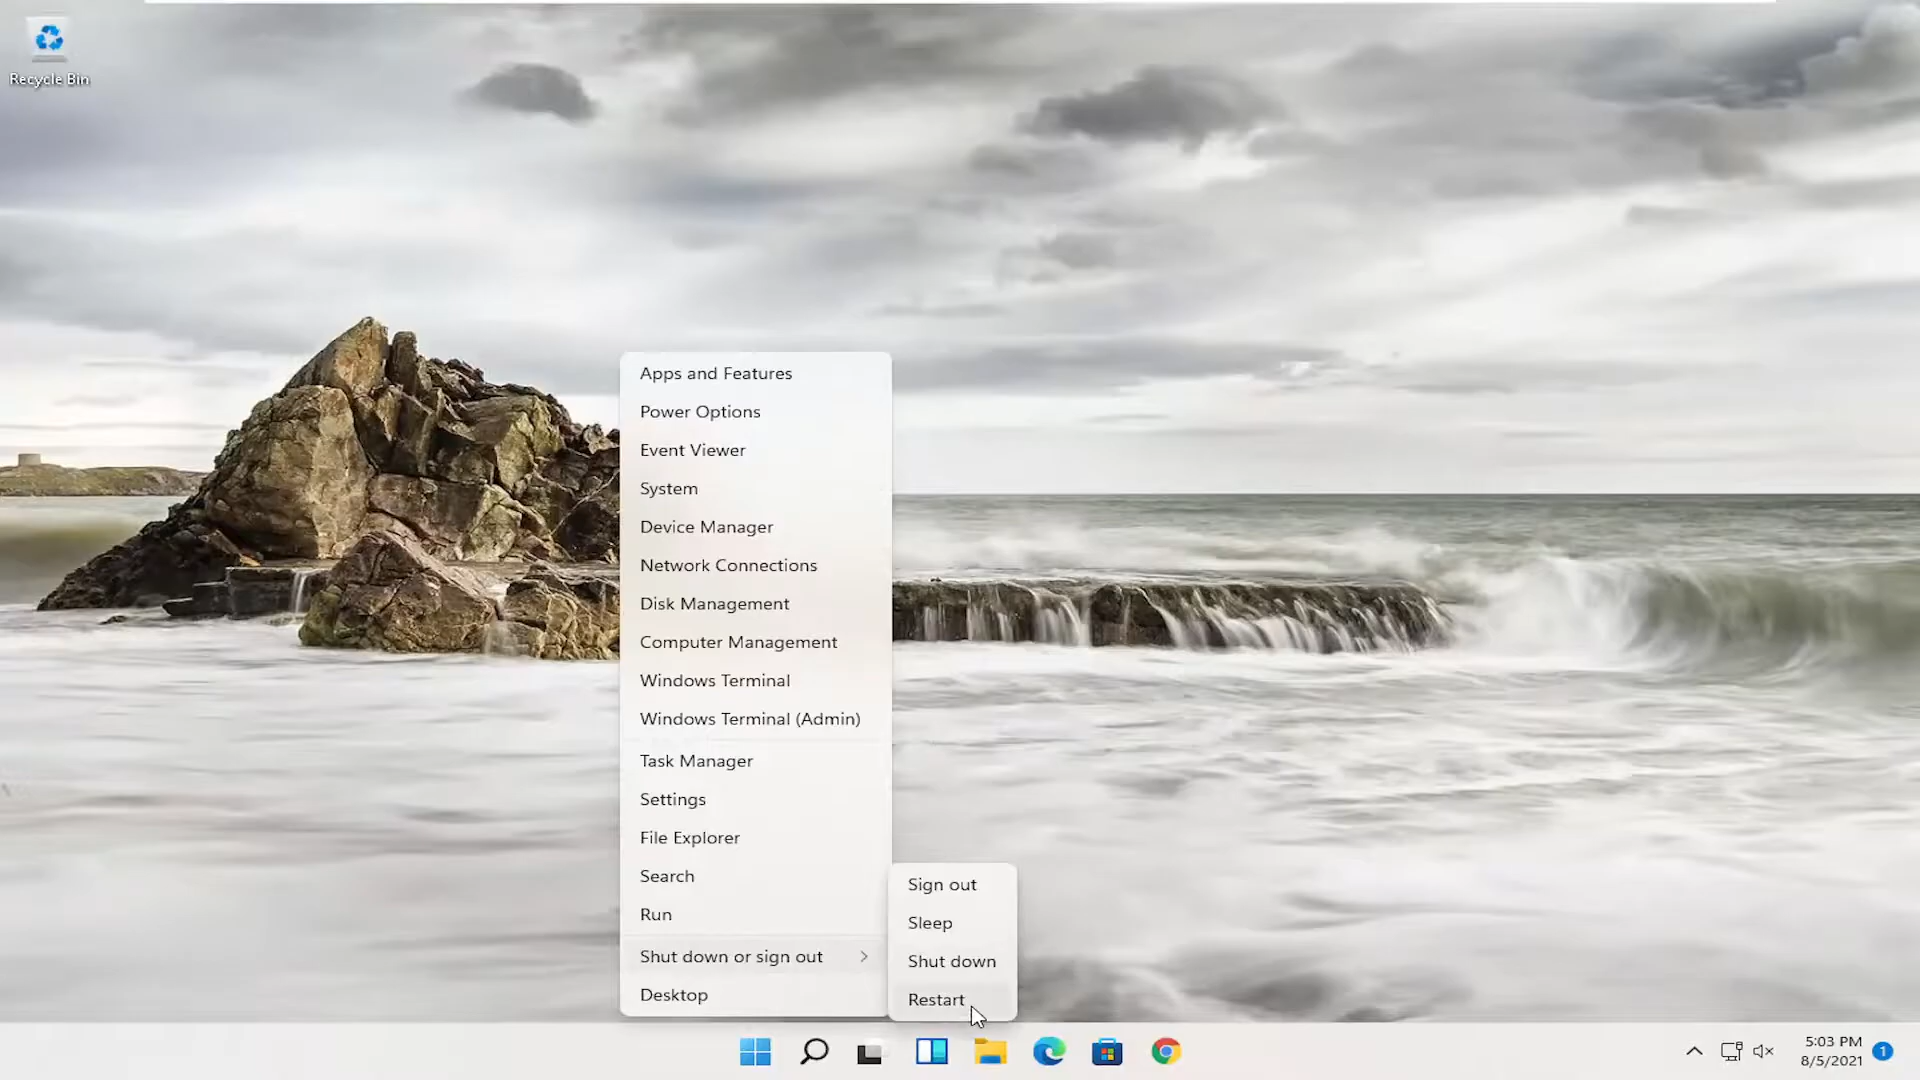 Recycle Bin
Apps and Features
Power Options
Event Viewer
System
Device Manager
Network Connections
Disk Management
Computer Management
Windows Terminal
Windows Terminal (Admin)
Task Manager
Settings
File Explorer
Search
Run
Shut down or sign out
Desktop
Sign out
Sleep
Shut down
Restart
5:03 PM
8/5/2021
1